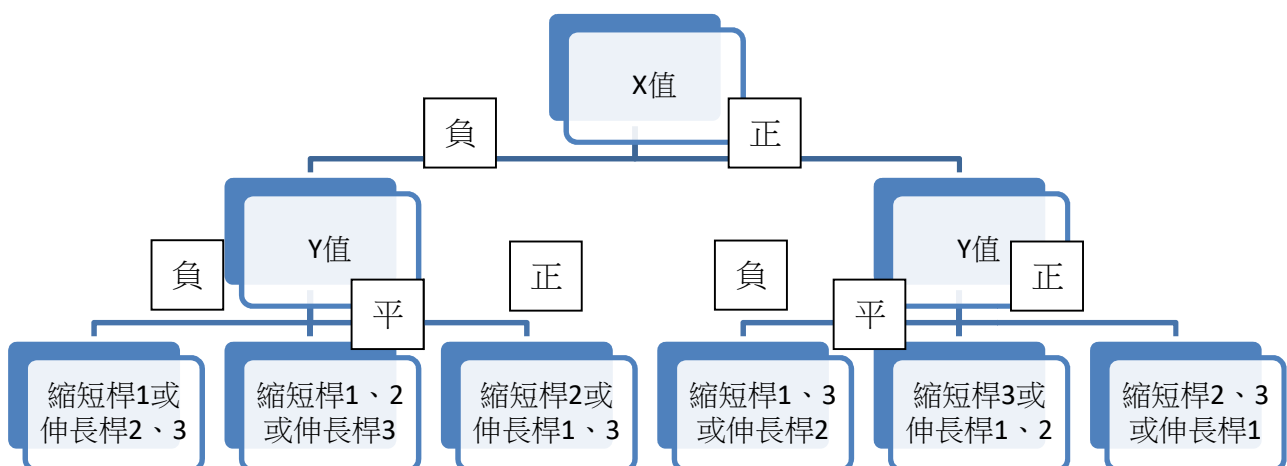 X值
負
正
Y值
Y值
負
平
正
負
平
正
縮短桿1或
伸長桿2、3
縮短桿1、2
或伸長桿3
縮短桿2或
伸長桿1、3
縮短桿1、3
或伸長桿2
縮短桿3或
伸長桿1、2
縮短桿2、3
或伸長桿1